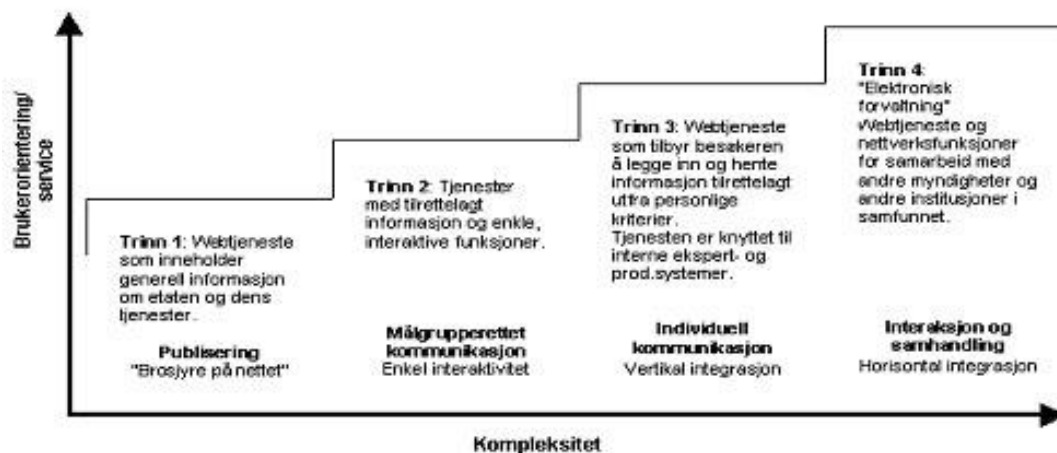 Brukerorientering/
service
Trinn 1: Webtjeneste
som inneholder
generell informasjon
om etaten og dens
tjenester.
Publisering
"Brosjyre på nettet"
Trinn 2: Tjenester
med tilrettelagt
informasjon og enkle,
interaktive funksjoner.
Målgrupperettet
kommunikasjon
Enkel interaktivitet
Trinn 3: Webtjeneste
som tilbyr besøkeren
å legge inn og hente
informasjon tilrettelagt
utfra personlige
kriterier.
Tjenesten er knyttet til
interne ekspert- og
prod.systemer.
Individuell
kommunikasjon
Vertikal integrasjon
Trinn 4:
"Elektronisk
forvaltning"
Webtjeneste og
nettverksfunksjoner
for samarbeid med
andre myndigheter og
andre institusjoner i
samfunnet.
Interaksjon og
samhandling
Horisontal integrasjon
Kompleksitet